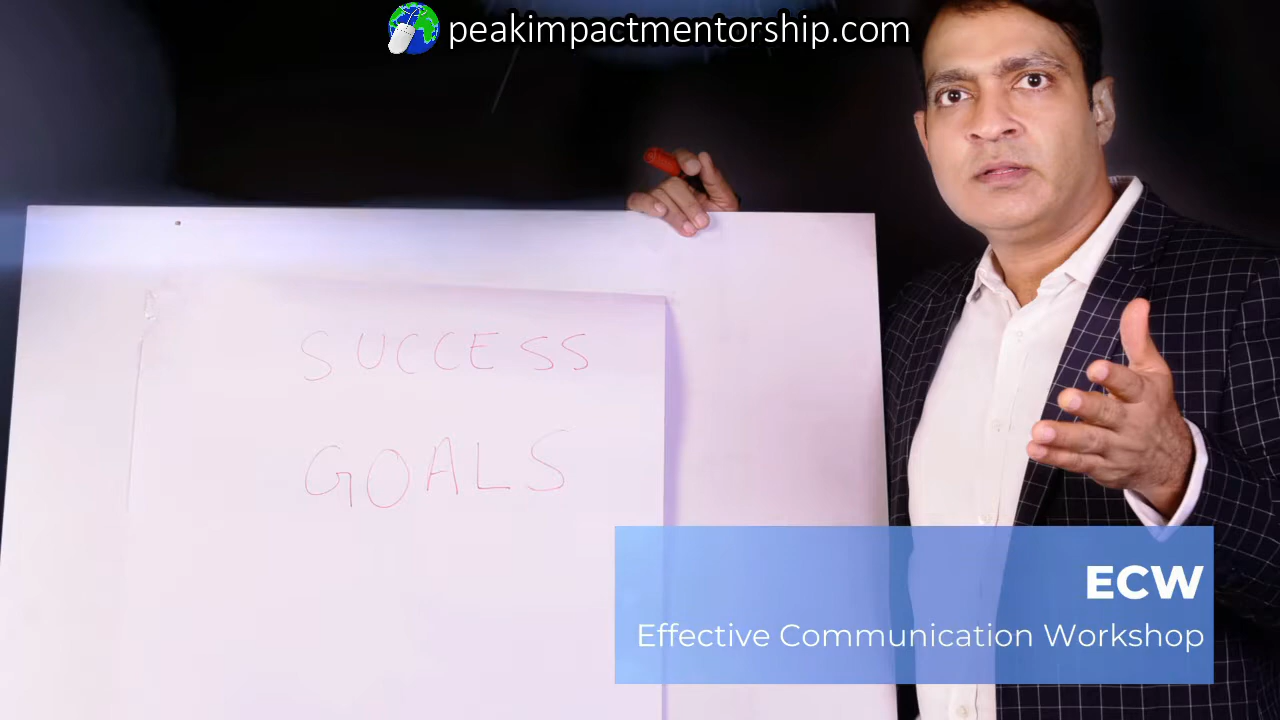 peakimpactmentorship.com
SUCCESS
GOALS
ECW
Effective Communication Workshop